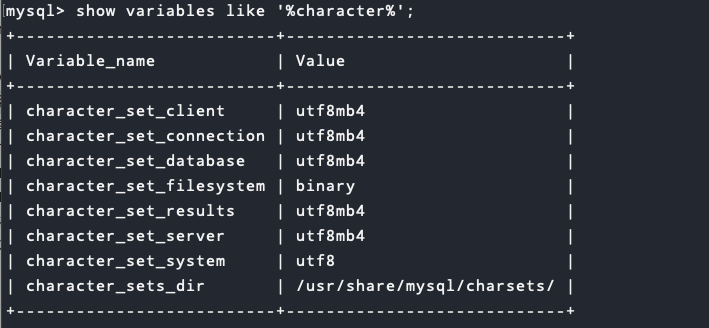 mysql> show variables like '%character%';
+--------------------------+----------------------------+
| Variable_name            | Value                      |
+--------------------------+----------------------------+
| character_set_client     | utf8mb4                    |
| character_set_connection | utf8mb4                    |
| character_set_database   | utf8mb4                    |
| character_set_filesystem | binary                     |
| character_set_results    | utf8mb4                    |
| character_set_server     | utf8mb4                    |
| character_set_system     | utf8                       |
| character_sets_dir       | /usr/share/mysql/charsets/ |
+--------------------------+----------------------------+